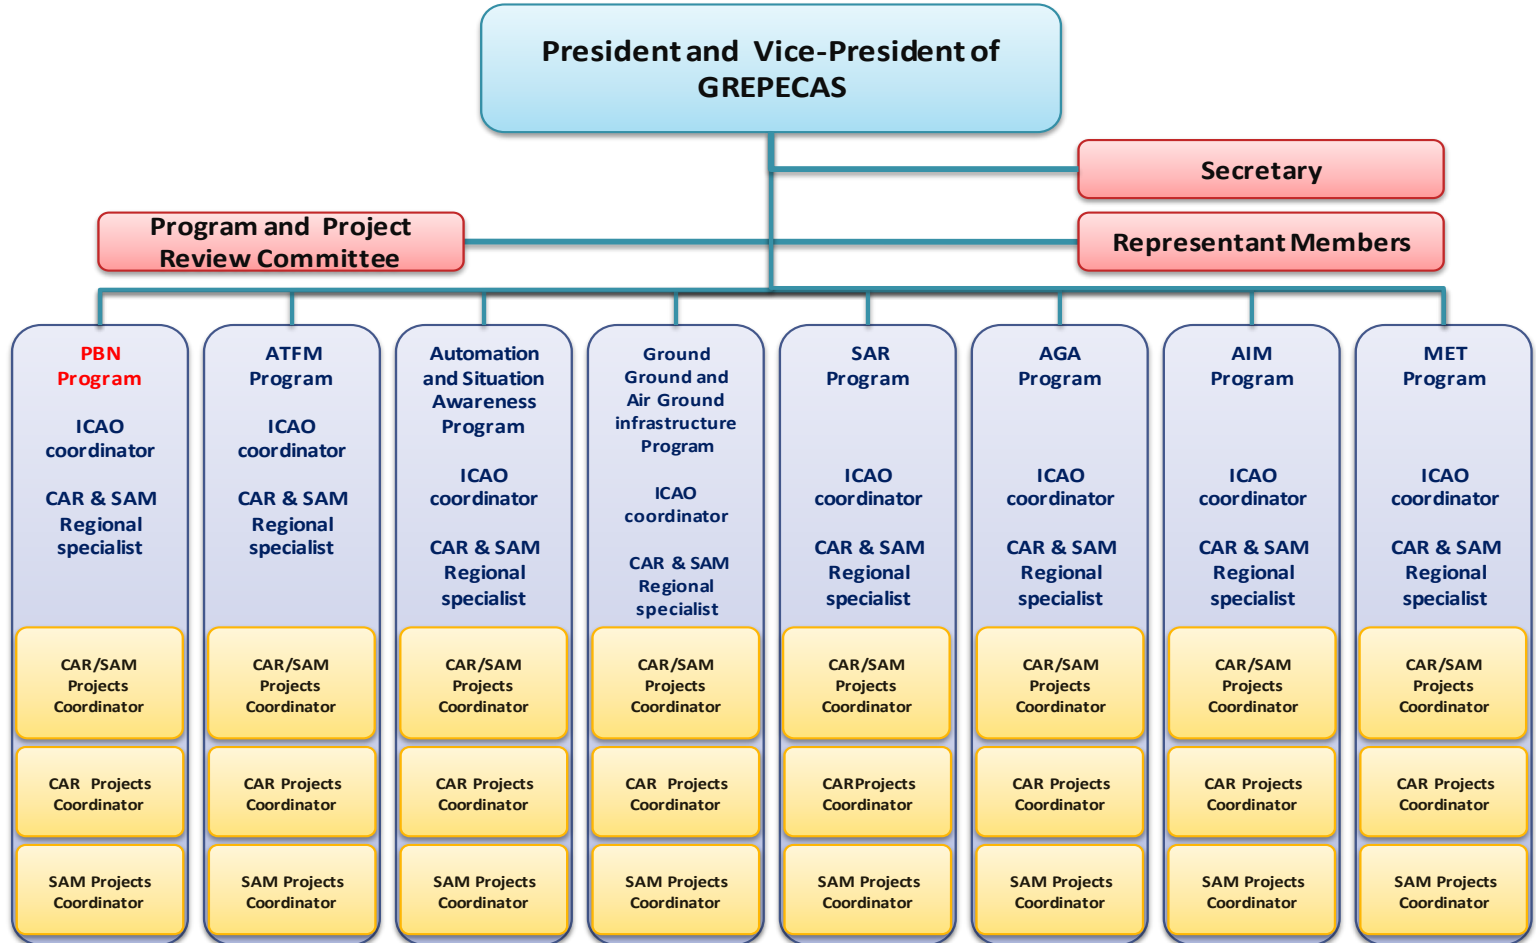 President and Vice-President of
GREPECAS
Secretary
Program and Project
Review Committee
Representant Members
PBN
Program
ICAO
coordinator
CAR & SAM
Regional
specialist
CAR/SAM
Projects
Coordinator
CAR Projects
Coordinator
SAM Projects
Coordinator
ATFM
Program
ICAO
coordinator
CAR & SAM
Regional
specialist
CAR/SAM
Projects
Coordinator
CAR Projects
Coordinator
SAM Projects
Coordinator
Automation
and Situation
Awareness
Program
ICAO
coordinator
CAR & SAM
Regional
specialist
CAR/SAM
Projects
Coordinator
CAR Projects
Coordinator
SAM Projects
Coordinator
Ground
Ground and
Air Ground
infrastructure
Program
ICAO
coordinator
CAR & SAM
Regional
specialist
CAR/SAM
Projects
Coordinator
CAR Projects
Coordinator
SAM Projects
Coordinator
SAR
Program
ICAO
coordinator
CAR & SAM
Regional
specialist
CAR/SAM
Projects
Coordinator
CARProjects
Coordinator
SAM Projects
Coordinator
AGA
Program
ICAO
coordinator
CAR & SAM
Regional
specialist
CAR/SAM
Projects
Coordinator
CAR Projects
Coordinator
SAM Projects
Coordinator
AIM
Program
ICAO
coordinator
CAR & SAM
Regional
specialist
CAR/SAM
Projects
Coordinator
CAR Projects
Coordinator
SAM Projects
Coordinator
MET
Program
ICAO
coordinator
CAR & SAM
Regional
specialist
CAR/SAM
Projects
Coordinator
CAR Projects
Coordinator
SAM Projects
Coordinator